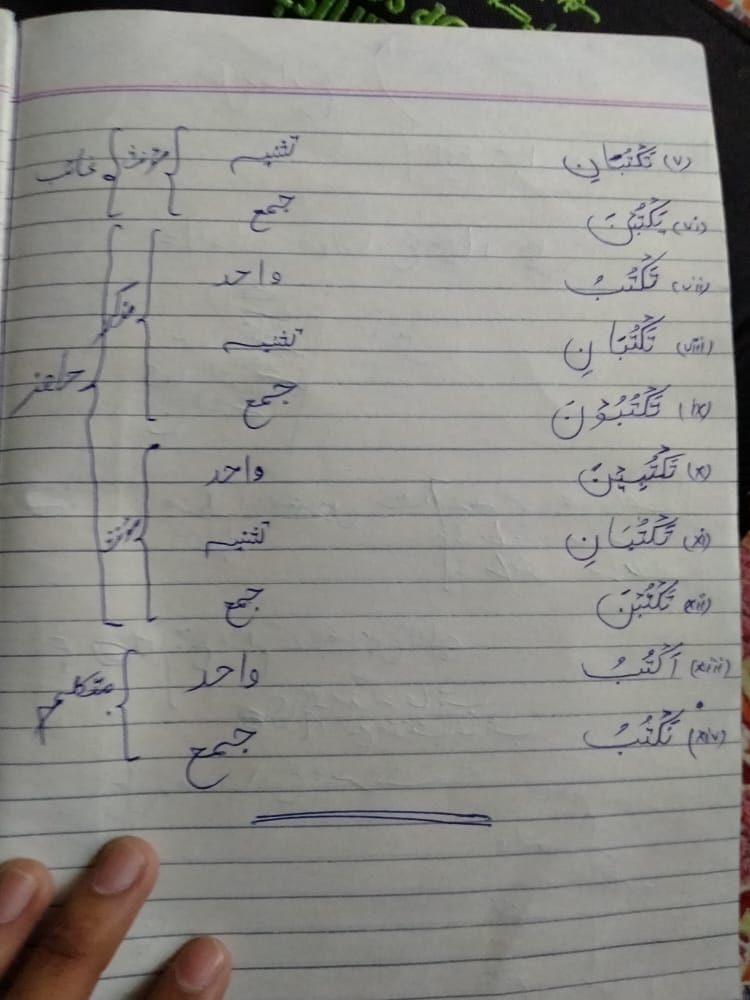 (v) تَكْتُبَانِ تثنیہ مؤنث غائب
(vi) يَكْتُبْنَ جمع
(vii) تَكْتُبُ واحد
(viii) تَكْتُبَانِ تثنیہ مذکر
(ix) تَكْتُبُوْنَ جمع حاضر
(x) تَكْتُبِيْنَ واحد
(xi) تَكْتُبَانِ تثنیہ مؤنث
(xii) تَكْتُبْنَ جمع
(xiii) اَكْتُبُ واحد متکلم
(xiv) نَكْتُبُ جمع